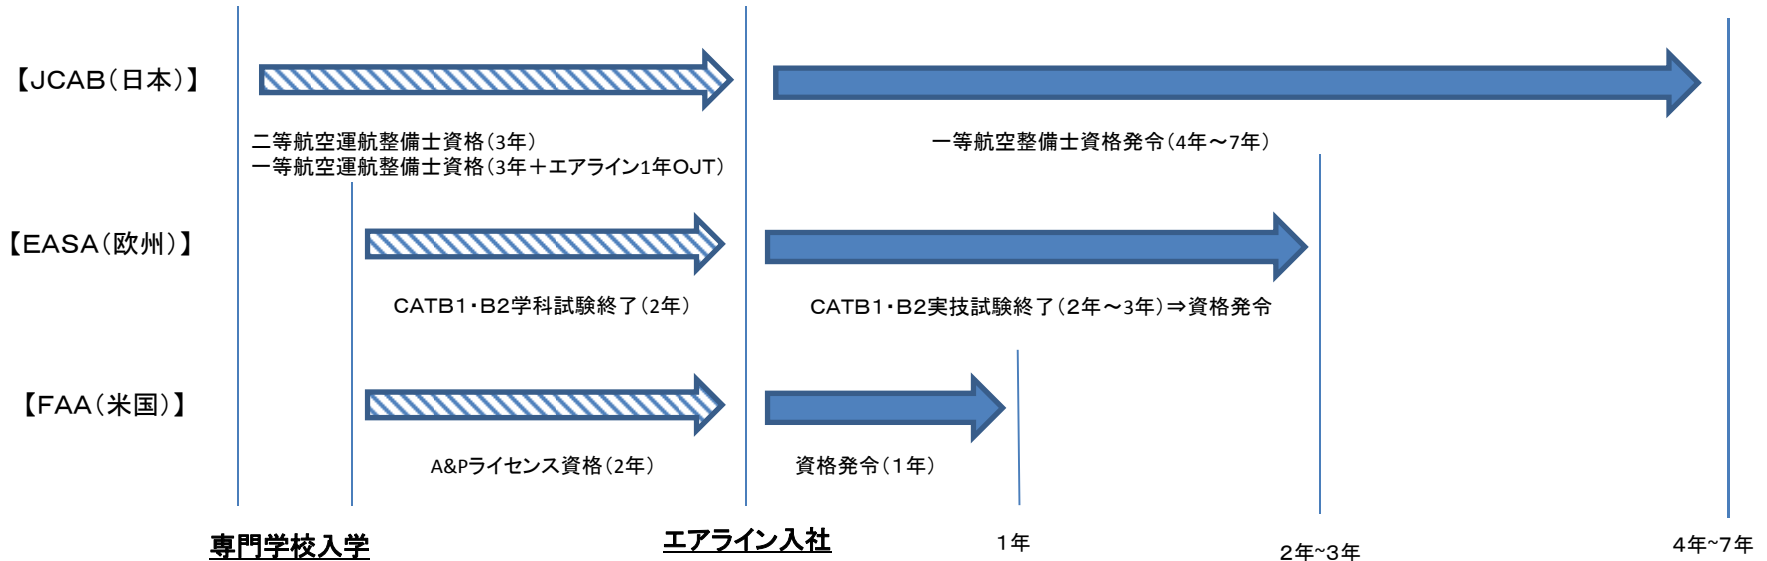 【JCAB(日本)】
二等航空運航整備士資格(3年)
一等航空運航整備士資格(3年+エアライン1年OJT)
一等航空整備士資格発令(4年~7年)
【EASA(欧州)】
CATB1・B2学科試験終了(2年)
CATB1・B2実技試験終了(2年~3年)⇒資格発令
【FAA(米国)】
A&Pライセンス資格(2年)
資格発令(1年)
専門学校入学
エアライン入社
1年
2年~3年
4年~7年